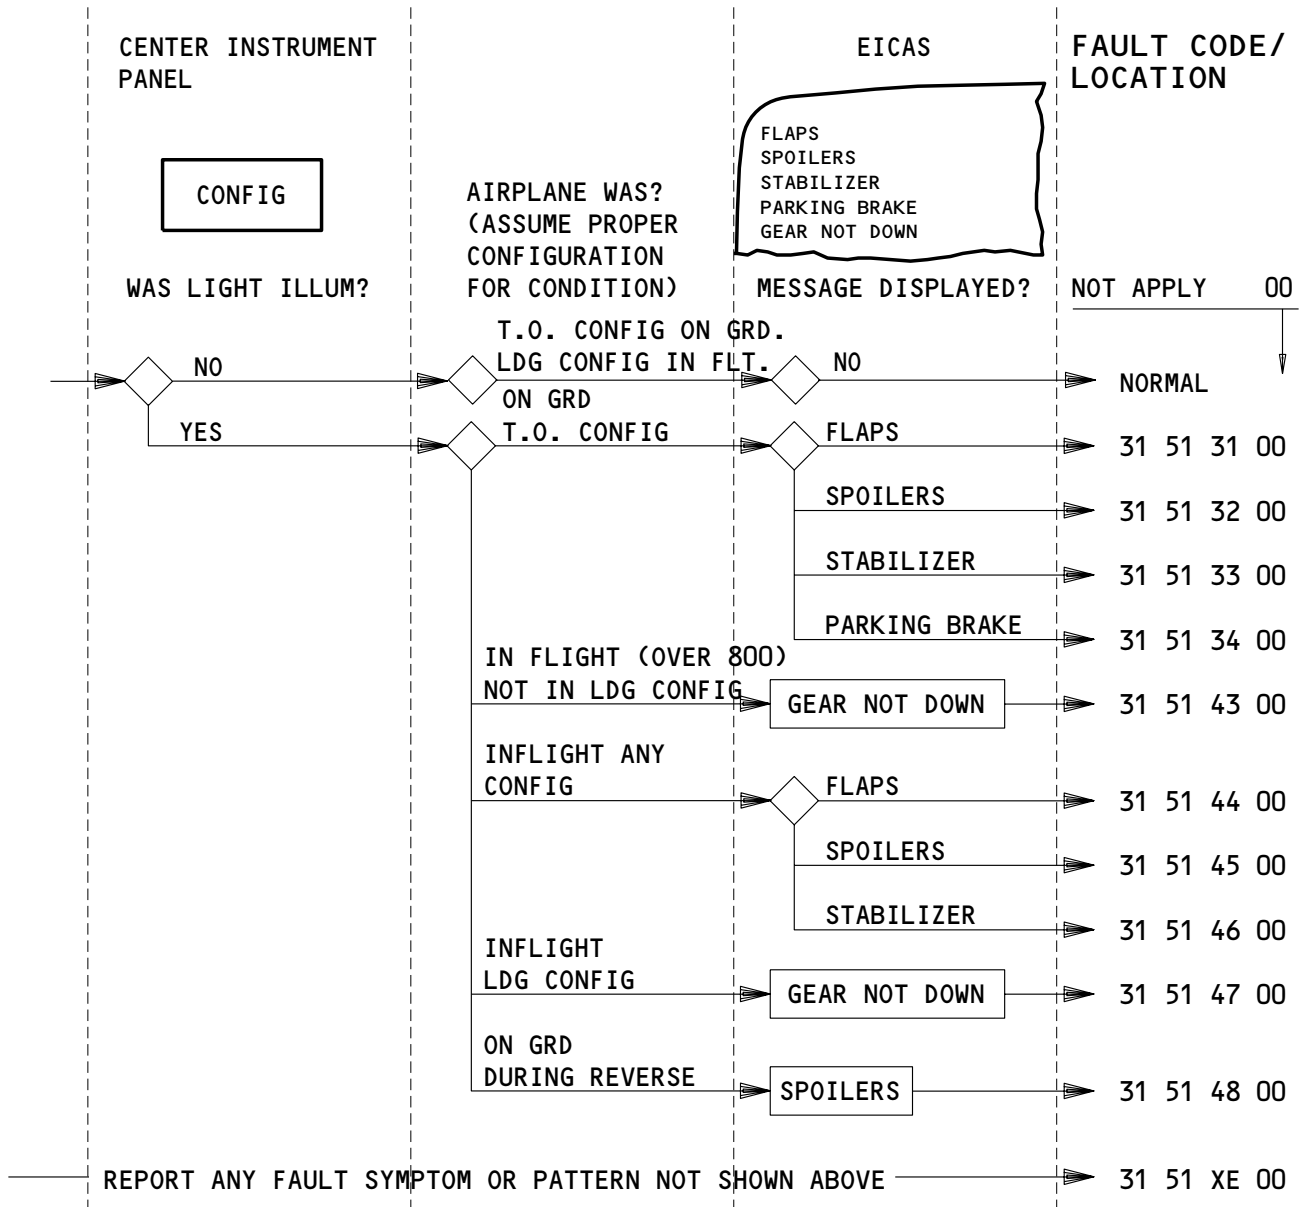 CENTER INSTRUMENT
PANEL
EICAS
FAULT CODE/
LOCATION
CONFIG
AIRPLANE WAS?
(ASSUME PROPER
CONFIGURATION
FOR CONDITION)
FLAPS
SPOILERS
STABILIZER
PARKING BRAKE
GEAR NOT DOWN
WAS LIGHT ILLUM?
MESSAGE DISPLAYED?
NOT APPLY 00
NO
T.O. CONFIG ON GRD.
LDG CONFIG IN FLT.
NO
NORMAL
YES
ON GRD
T.O. CONFIG
FLAPS
31 51 31 00
SPOILERS
31 51 32 00
STABILIZER
31 51 33 00
PARKING BRAKE
31 51 34 00
IN FLIGHT (OVER 800)
NOT IN LDG CONFIG
GEAR NOT DOWN
31 51 43 00
INFLIGHT ANY
CONFIG
FLAPS
31 51 44 00
SPOILERS
31 51 45 00
STABILIZER
31 51 46 00
INFLIGHT
LDG CONFIG
GEAR NOT DOWN
31 51 47 00
ON GRD
DURING REVERSE
SPOILERS
31 51 48 00
REPORT ANY FAULT SYMPTOM OR PATTERN NOT SHOWN ABOVE
31 51 XE 00